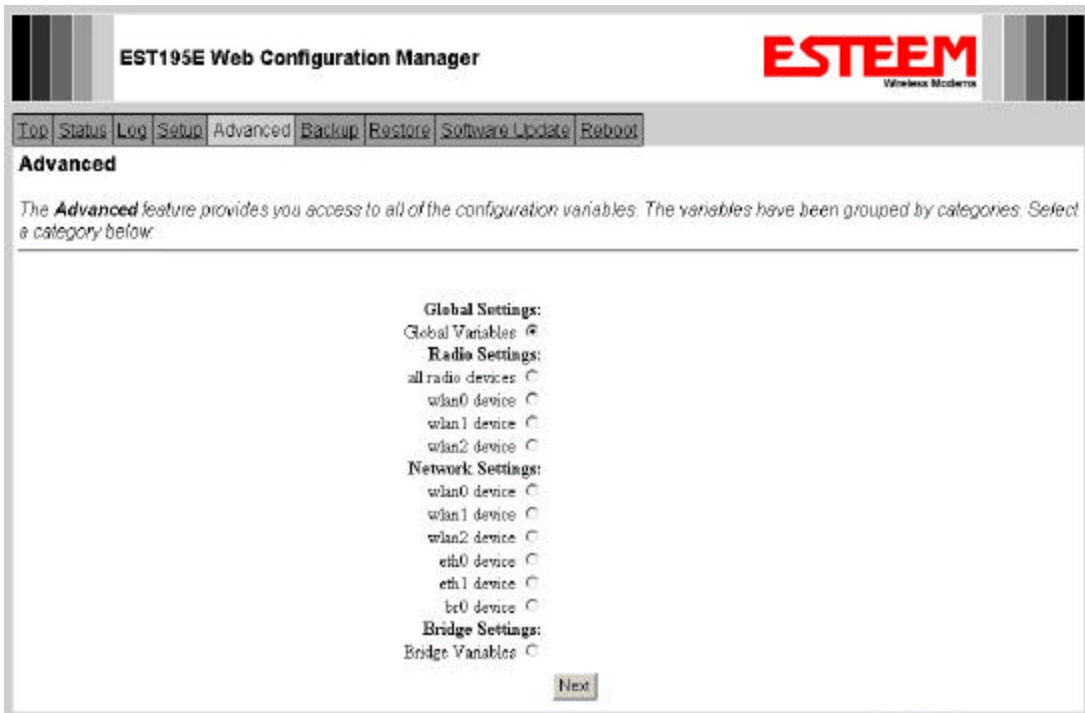 EST195E Web Configuration Manager
ESTEEM
Wireless Modems
Top Status Log Setup Advanced Backup Restore Software Update Reboot
Advanced
The Advanced feature provides you access to all of the configuration variables. The variables have been grouped by categories. Select
a category below.
Global Settings:
Global Variables
Radio Settings:
all radio devices
wlan0 device
wlan1 device
wlan2 device
Network Settings:
wlan0 device
wlan1 device
wlan2 device
eth0 device
eth1 device
br0 device
Bridge Settings:
Bridge Variables
Next